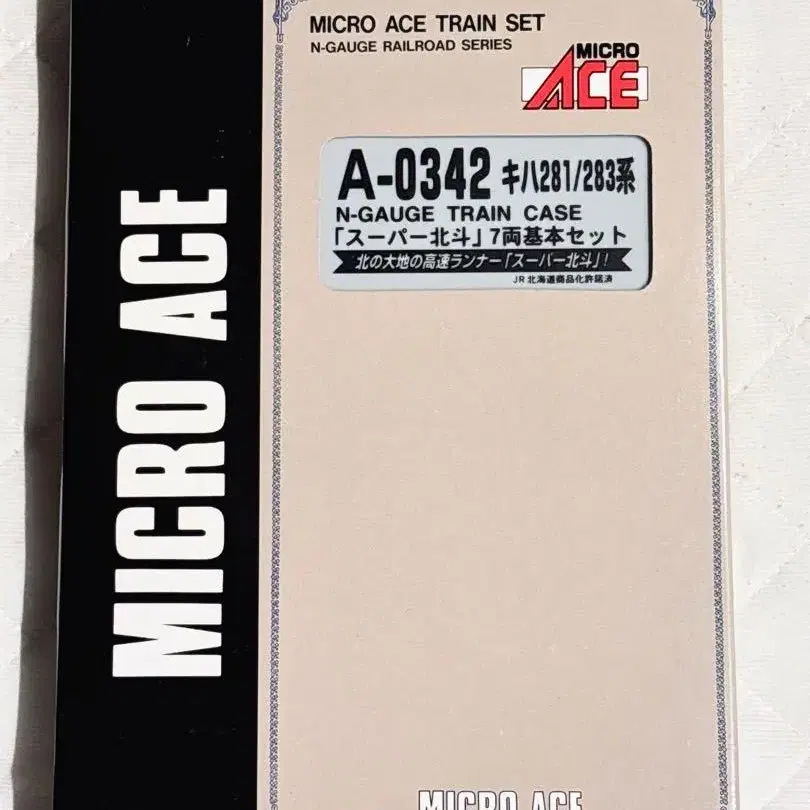 MICRO ACE
MICRO ACE TRAIN SET
N-GAUGE RAILROAD SERIES
MICRO
ACE
A-0342 キハ281/283系
N-GAUGE TRAIN CASE
「スーパー北斗」7両基本セット
北の大地の高速ランナー「スーパー北斗」!
JR北海道商品化許諾済
MICRO ACE